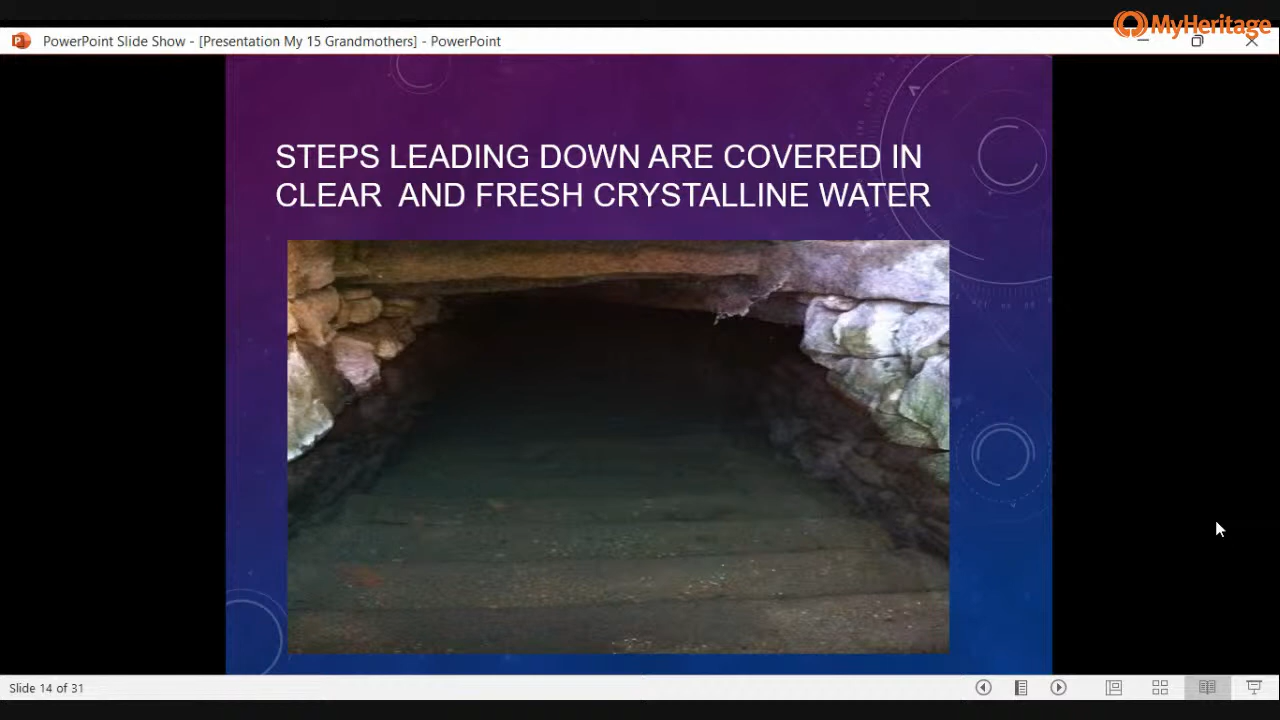 MyHeritage
PowerPoint Slide Show - [Presentation My 15 Grandmothers] - PowerPoint
STEPS LEADING DOWN ARE COVERED IN
CLEAR AND FRESH CRYSTALLINE WATER
Slide 14 of 31